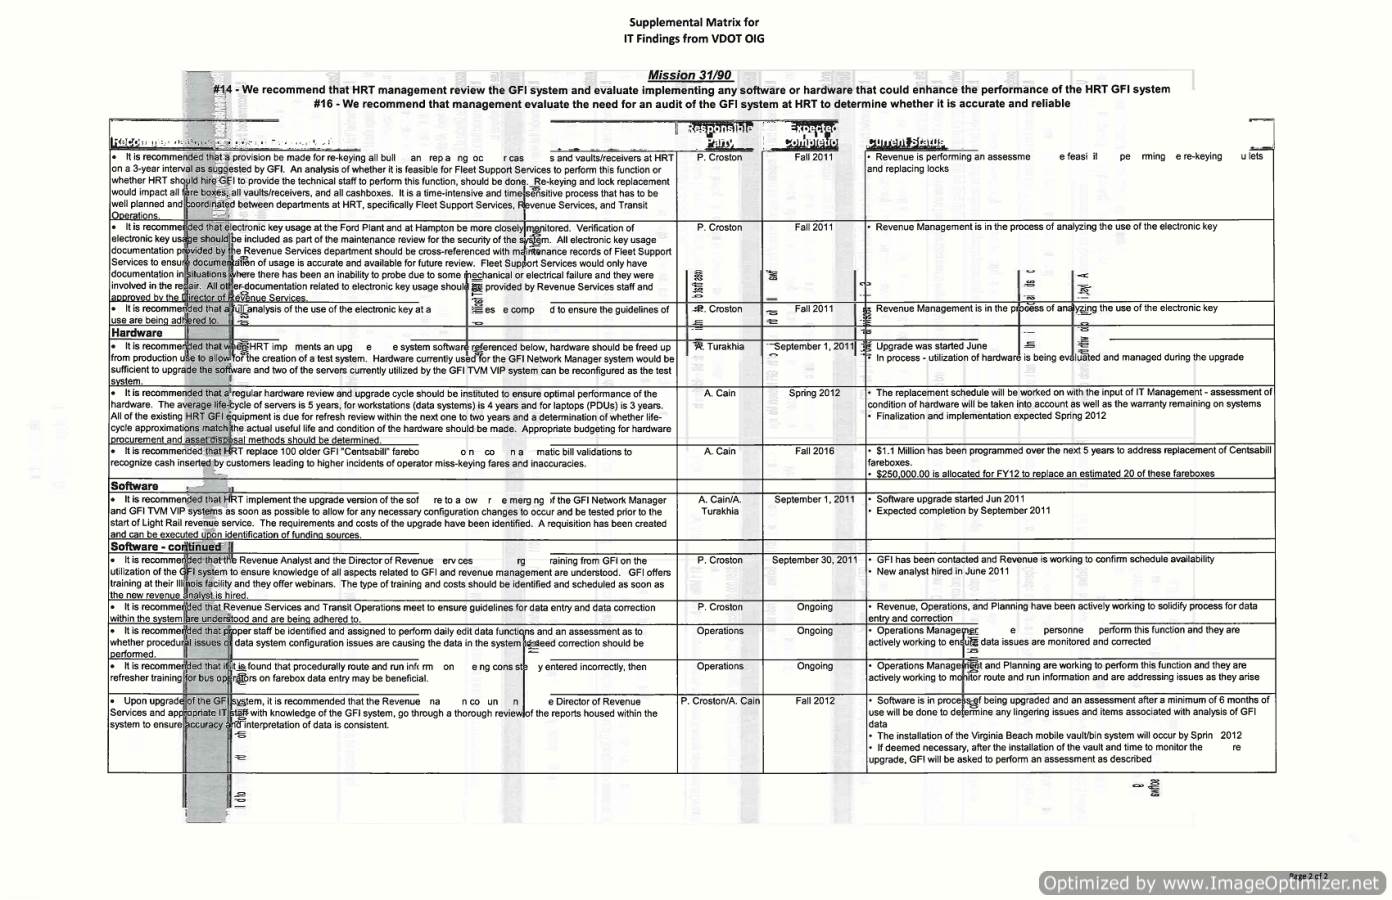 Supplemental Matrix for
IT Findings from VDOT OIG
Mission 31/90
#14 - We recommend that HRT management review the GFI system and evaluate implementing any software or hardware that could enhance the performance of the HRT GFI system
#16 - We recommend that management evaluate the need for an audit of the GFI system at HRT to determine whether it is accurate and reliable
Responsible Party Expected Current Status
• It is recommended that a provision be made for re-keying all s and vaults/receivers at HRT
on a 3-year interval as suggested by GFI. An analysis of whether it is feasible for Fleet Support Services to perform this function or
whether HRT should hire GFI to provide the technical staff to perform this function, should be done. Re-keying and lock replacement
would impact all fare boxes, all vaults/receivers, and all cashboxes. It is a time-intensive and time sensitive process that has to be
well planned and coordinated between departments at HRT, specifically Fleet Support Services, Revenue Services, and Transit
Operations.
P. Croston
Fall 2011
• Revenue is performing an re-keying
and replacing locks
• It is recommended that electronic key usage at the Ford Plant and at Hampton be more closely monitored. Verification of
electronic key usage should be included as part of the maintenance review for the security of the system. All electronic key usage
documentation provided by the Revenue Services department should be cross-referenced with maintenance records of Fleet Support
Services to ensure documentation of usage is accurate and available for future review. Fleet Support Services would only have
documentation in situations where there has been an inability to probe due to some mechanical or electrical failure and they were
involved in the repair. All other documentation related to electronic key usage should be provided by Revenue Services staff and
approved by the Director of Revenue Services.
P. Croston
Fall 2011
• Revenue Management is in the process of analyzing the use of the electronic key
• It is recommended that a full analysis of the use of the electronic key at a d to ensure the guidelines of
use are being adhered to.
P. Croston
Fall 2011
• Revenue Management is in the process of analyzing the use of the electronic key
Hardware
• It is recommended that when HRT an system software referenced below, hardware should be freed up
from production use to allow for the creation of a test system. Hardware currently used for the GFI Network Manager system would be
sufficient to upgrade the software and two of the servers currently utilized by the GFI TVM VIP system can be reconfigured as the test
system.
Turakhia
September 1, 2011
• Upgrade was started June
• In process - utilization of hardware is being evaluated and managed during the upgrade
• It is recommended that a regular hardware review and upgrade cycle should be instituted to ensure optimal performance of the
hardware. The average life-cycle of servers is 5 years, for workstations (data systems) is 4 years and for laptops (PDUs) is 3 years.
All of the existing HRT GFI equipment is due for refresh review within the next one to two years and a determination of whether life-
cycle approximations match the actual useful life and condition of the hardware should be made. Appropriate budgeting for hardware
procurement and asset disposal methods should be determined.
A. Cain
Spring 2012
• The replacement schedule will be worked on with the input of IT Management - assessment of
condition of hardware will be taken into account as well as the warranty remaining on systems
• Finalization and implementation expected Spring 2012
• It is recommended that HRT replace 100 older GFI "Centsabill" bill validations to
recognize cash inserted by customers leading to higher incidents of operator miss-keying fares and inaccuracies.
A. Cain
Fall 2016
• $1.1 Million has been programmed over the next 5 years to address replacement of Centsabill
fareboxes.
• $250,000.00 is allocated for FY12 to replace an estimated 20 of these fareboxes
Software
• It is recommended that HRT implement the upgrade version of the of the GFI Network Manager
and GFI TVM VIP systems as soon as possible to allow for any necessary configuration changes to occur and be tested prior to the
start of Light Rail revenue service. The requirements and costs of the upgrade have been identified. A requisition has been created
and can be executed upon identification of funding sources.
A. Cain/A.
Turakhia
September 1, 2011
• Software upgrade started Jun 2011
• Expected completion by September 2011
Software - continued
• It is recommended that the Revenue Analyst and the Director of Revenue training from GFI on the
utilization of the GFI system to ensure knowledge of all aspects related to GFI and revenue management are understood. GFI offers
training at their Illinois facility and they offer webinars. The type of training and costs should be identified and scheduled as soon as
the new revenue analyst is hired.
P. Croston
September 30, 2011
• GFI has been contacted and Revenue is working to confirm schedule availability
• New analyst hired in June 2011
• It is recommended that Revenue Services and Transit Operations meet to ensure guidelines for data entry and data correction
within the system are understood and are being adhered to.
P. Croston
Ongoing
• Revenue, Operations, and Planning have been actively working to solidify process for data
entry and correction
• It is recommended that proper staff be identified and assigned to perform daily edit data functions and an assessment as to
whether procedural issues or data system configuration issues are causing the data in the system to need correction should be
performed.
Operations
Ongoing
• Operations perform this function and they are
actively working to ensure data issues are monitored and corrected
• It is recommended that if it is found that procedurally route and run entered incorrectly, then
refresher training for bus operators on farebox data entry may be beneficial.
Operations
Ongoing
• Operations Management and Planning are working to perform this function and they are
actively working to monitor route and run information and are addressing issues as they arise
• Upon upgrade of the GFI system, it is recommended that the Revenue Director of Revenue
Services and appropriate IT staff with knowledge of the GFI system, go through a thorough review of the reports housed within the
system to ensure accuracy and interpretation of data is consistent.
P. Croston/A. Cain
Fall 2012
• Software is in process of being upgraded and an assessment after a minimum of 6 months of
use will be done to determine any lingering issues and items associated with analysis of GFI
data
• The installation of the Virginia Beach mobile vault/bin system will occur by 2012
• If deemed necessary, after the installation of the vault and time to monitor the
upgrade, GFI will be asked to perform an assessment as described
Page 2 of 2
Optimized by www.ImageOptimizer.net